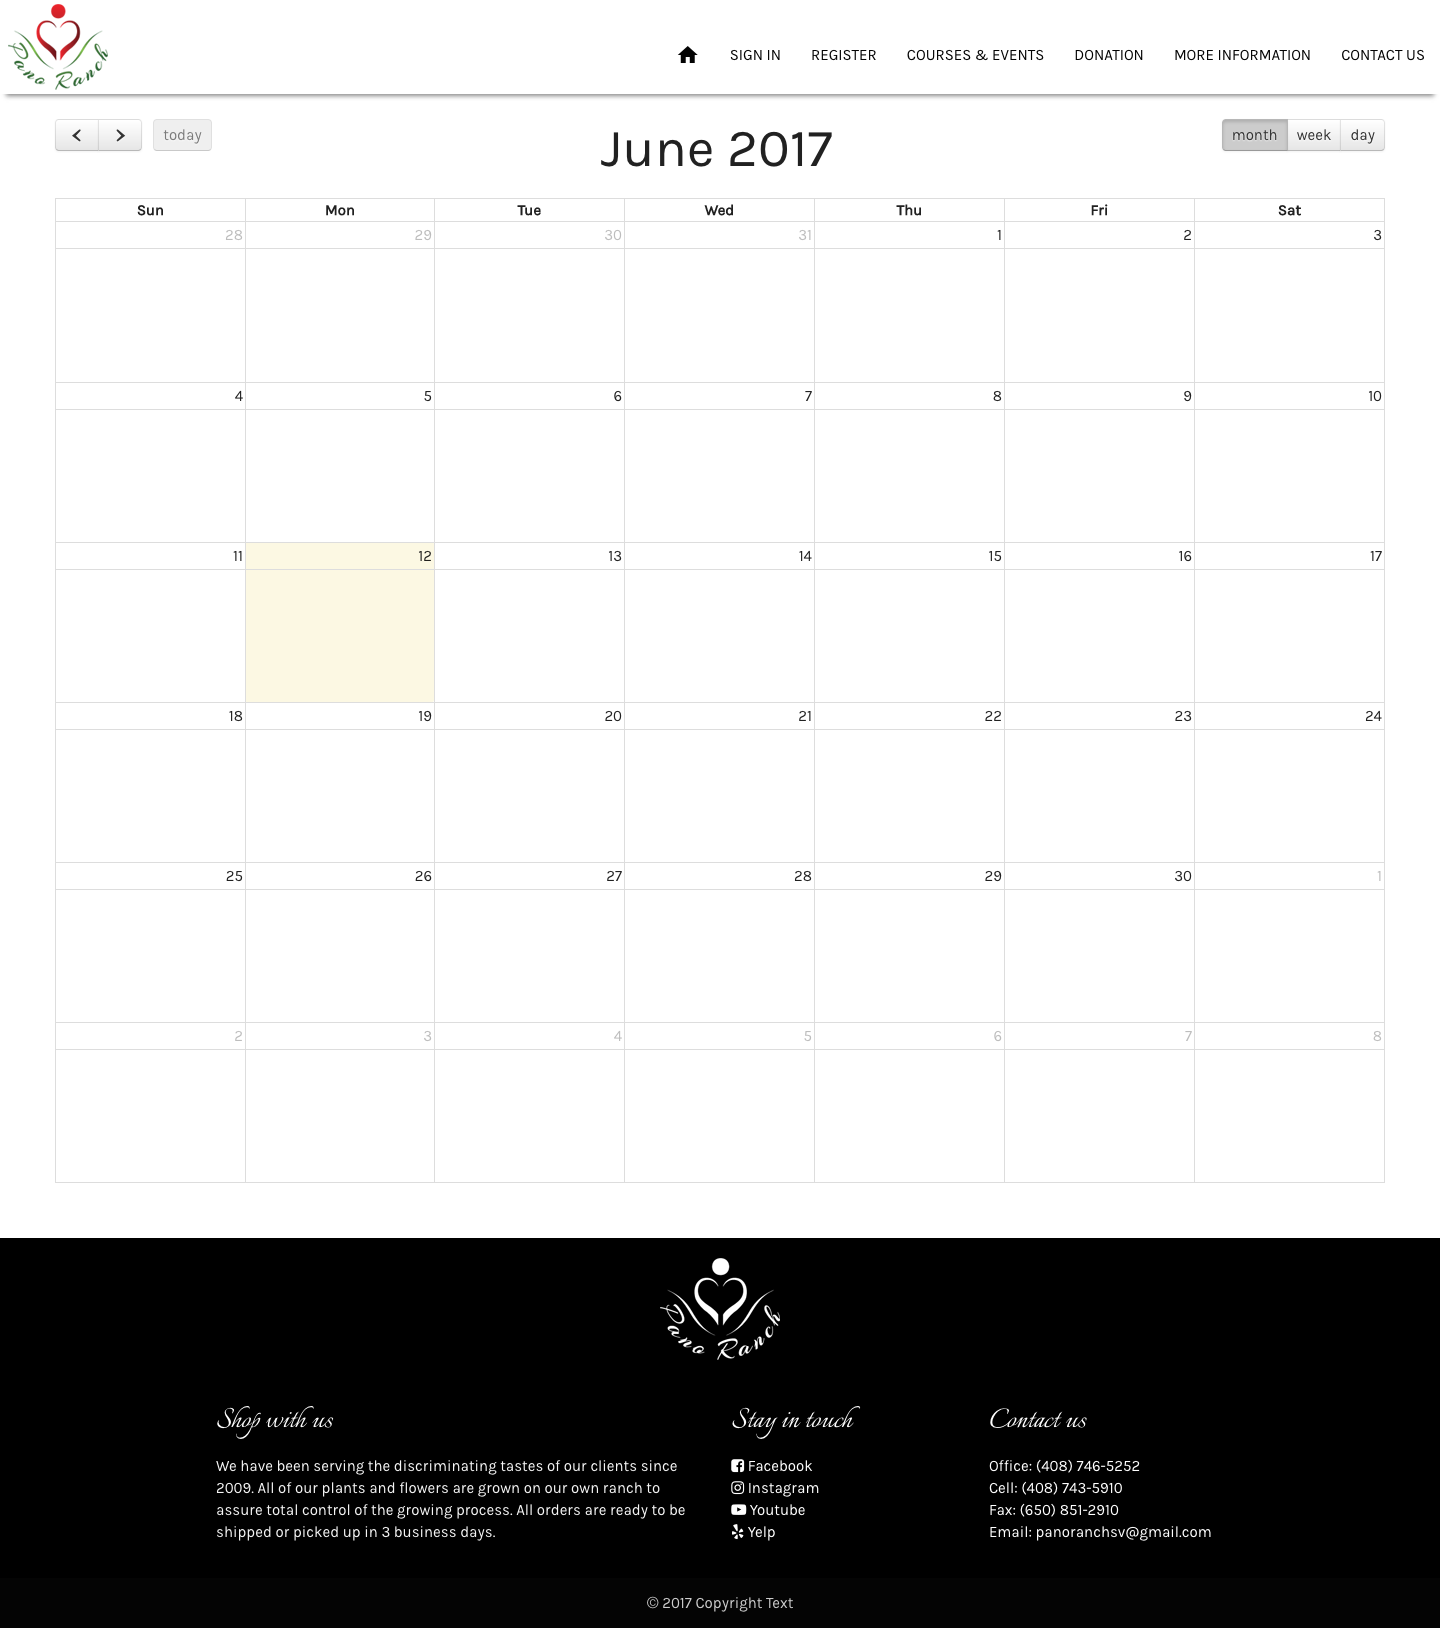 Pano Ranch
SIGN IN REGISTER COURSES & EVENTS DONATION MORE INFORMATION CONTACT US
today
June 2017
month week day
Sun Mon Tue Wed Thu Fri Sat
28 29 30 31 1 2 3
4 5 6 7 8 9 10
11 12 13 14 15 16 17
18 19 20 21 22 23 24
25 26 27 28 29 30 1
2 3 4 5 6 7 8
Pano Ranch
Shop with us
We have been serving the discriminating tastes of our clients since
2009. All of our plants and flowers are grown on our own ranch to
assure total control of the growing process. All orders are ready to be
shipped or picked up in 3 business days.
Stay in touch
Facebook
Instagram
Youtube
Yelp
Contact us
Office: (408) 746-5252
Cell: (408) 743-5910
Fax: (650) 851-2910
Email: panoranchsv@gmail.com
© 2017 Copyright Text